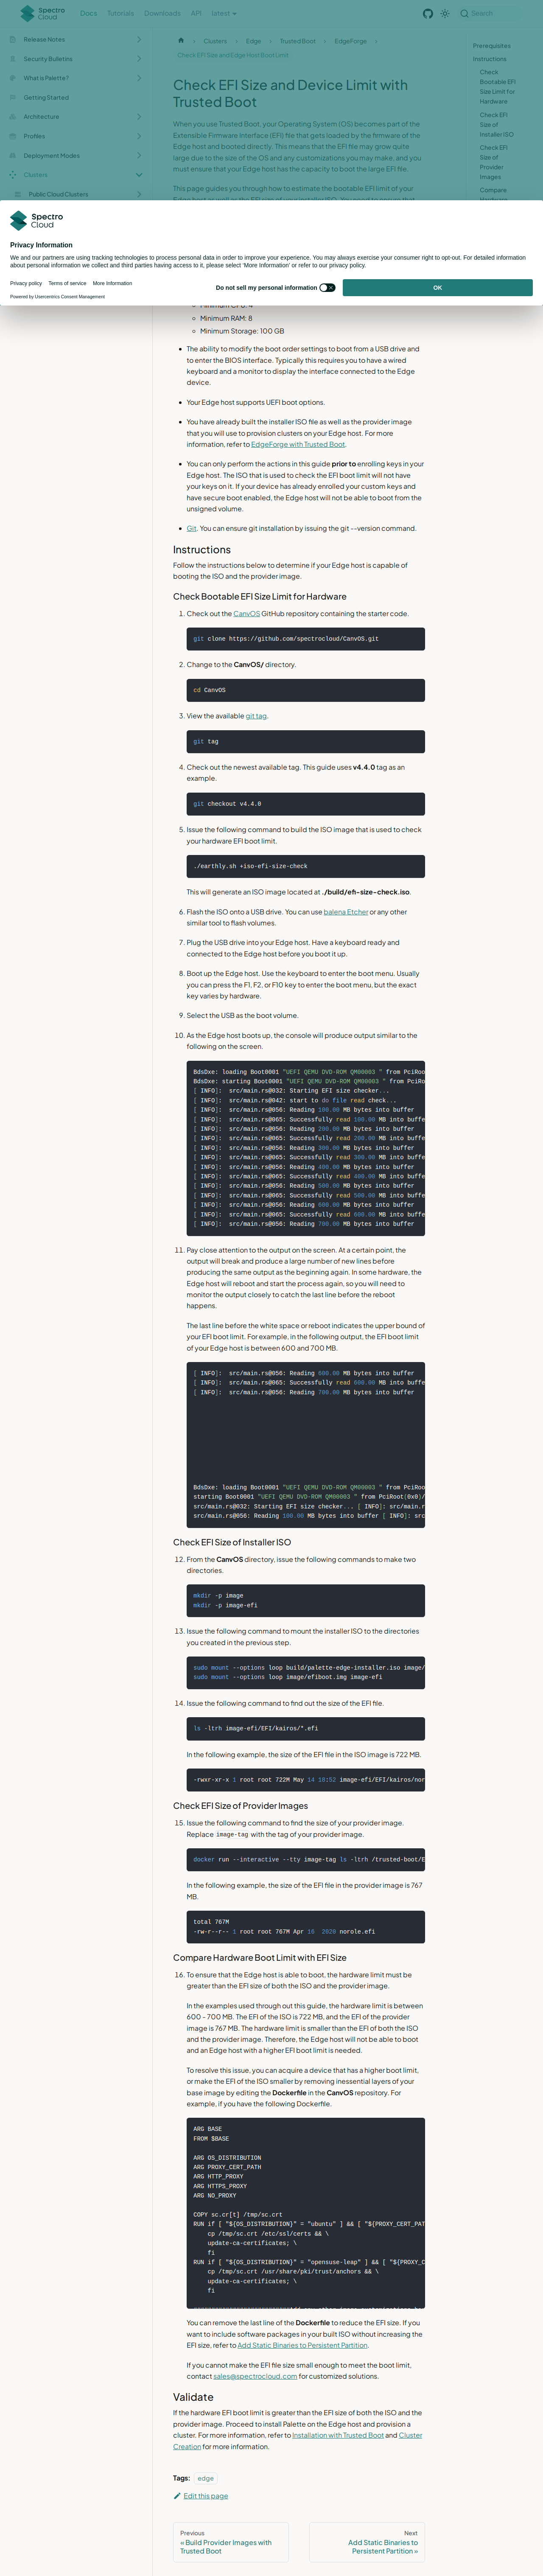 Spectro Cloud
Docs
Tutorials
Downloads
API
latest
Search
Release Notes
Security Bulletins
What is Palette?
Getting Started
Architecture
Profiles
Deployment Modes
Clusters
Public Cloud Clusters
Clusters
Edge
Trusted Boot
EdgeForge
Check EFI Size and Edge Host Boot Limit
Check EFI Size and Device Limit with
Trusted Boot
When you use Trusted Boot, your Operating System (OS) becomes part of the
Extensible Firmware Interface (EFI) file that gets loaded by the firmware of the
Edge host and booted directly. This means that the EFI file may grow quite
large due to the size of the OS and any customizations you may make, and you
must ensure that your Edge host has the capacity to boot the large EFI file.
This page guides you through how to estimate the bootable EFI limit of your
Prerequisites
Instructions
Check
Bootable EFI
Size Limit for
Hardware
Check EFI
Size of
Installer ISO
Check EFI
Size of
Provider
Images
Compare
Spectro Cloud
Privacy Information
We and our partners are using tracking technologies to process personal data in order to improve your experience. You may always exercise your consumer right to opt-out. For detailed information
about personal information we collect and third parties having access to it, please select 'More Information' or refer to our privacy policy.
Privacy policy
Terms of service
More Information
Powered by Usercentrics Consent Management
Do not sell my personal information
OK
Minimum CPU: 4
Minimum RAM: 8
Minimum Storage: 100 GB
The ability to modify the boot order settings to boot from a USB drive and
to enter the BIOS interface. Typically this requires you to have a wired
keyboard and a monitor to display the interface connected to the Edge
device.
Your Edge host supports UEFI boot options.
You have already built the installer ISO file as well as the provider image
that you will use to provision clusters on your Edge host. For more
information, refer to EdgeForge with Trusted Boot.
You can only perform the actions in this guide prior to enrolling keys in your
Edge host. The ISO that is used to check the EFI boot limit will not have
your keys on it. If your device has already enrolled your custom keys and
have secure boot enabled, the Edge host will not be able to boot from the
unsigned volume.
Git. You can ensure git installation by issuing the git --version command.
Instructions
Follow the instructions below to determine if your Edge host is capable of
booting the ISO and the provider image.
Check Bootable EFI Size Limit for Hardware
1. Check out the CanvOS GitHub repository containing the starter code.
git clone https://github.com/spectrocloud/CanvOS.git
2. Change to the CanvOS/ directory.
cd CanvOS
3. View the available git tag.
git tag
4. Check out the newest available tag. This guide uses v4.4.0 tag as an
example.
git checkout v4.4.0
5. Issue the following command to build the ISO image that is used to check
your hardware EFI boot limit.
./earthly.sh +iso-efi-size-check
This will generate an ISO image located at ./build/efi-size-check.iso.
6. Flash the ISO onto a USB drive. You can use balena Etcher or any other
similar tool to flash volumes.
7. Plug the USB drive into your Edge host. Have a keyboard ready and
connected to the Edge host before you boot it up.
8. Boot up the Edge host. Use the keyboard to enter the boot menu. Usually
you can press the F1, F2, or F10 key to enter the boot menu, but the exact
key varies by hardware.
9. Select the USB as the boot volume.
10. As the Edge host boots up, the console will produce output similar to the
following on the screen.
BdsDxe: loading Boot0001 "UEFI QEMU DVD-ROM QM00003 " from PciRoo
BdsDxe: starting Boot0001 "UEFI QEMU DVD-ROM QM00003 " from PciRo
[ INFO]:  src/main.rs@032: Starting EFI size checker...
[ INFO]:  src/main.rs@042: start to do file read check...
[ INFO]:  src/main.rs@056: Reading 100.00 MB bytes into buffer
[ INFO]:  src/main.rs@065: Successfully read 100.00 MB into buffe
[ INFO]:  src/main.rs@056: Reading 200.00 MB bytes into buffer
[ INFO]:  src/main.rs@065: Successfully read 200.00 MB into buffe
[ INFO]:  src/main.rs@056: Reading 300.00 MB bytes into buffer
[ INFO]:  src/main.rs@065: Successfully read 300.00 MB into buffe
[ INFO]:  src/main.rs@056: Reading 400.00 MB bytes into buffer
[ INFO]:  src/main.rs@065: Successfully read 400.00 MB into buffe
[ INFO]:  src/main.rs@056: Reading 500.00 MB bytes into buffer
[ INFO]:  src/main.rs@065: Successfully read 500.00 MB into buffe
[ INFO]:  src/main.rs@056: Reading 600.00 MB bytes into buffer
[ INFO]:  src/main.rs@065: Successfully read 600.00 MB into buffe
[ INFO]:  src/main.rs@056: Reading 700.00 MB bytes into buffer
11. Pay close attention to the output on the screen. At a certain point, the
output will break and produce a large number of new lines before
producing the same output as the beginning again. In some hardware, the
Edge host will reboot and start the process again, so you will need to
monitor the output closely to catch the last line before the reboot
happens.
The last line before the white space or reboot indicates the upper bound of
your EFI boot limit. For example, in the following output, the EFI boot limit
of your Edge host is between 600 and 700 MB.
[ INFO]:  src/main.rs@056: Reading 600.00 MB bytes into buffer
[ INFO]:  src/main.rs@065: Successfully read 600.00 MB into buffe
[ INFO]:  src/main.rs@056: Reading 700.00 MB bytes into buffer
BdsDxe: loading Boot0001 "UEFI QEMU DVD-ROM QM00003 " from PciRoo
starting Boot0001 "UEFI QEMU DVD-ROM QM00003 " from PciRoot(0x0)/
src/main.rs@032: Starting EFI size checker... [ INFO]: src/main.r
src/main.rs@056: Reading 100.00 MB bytes into buffer [ INFO]: src
Check EFI Size of Installer ISO
12. From the CanvOS directory, issue the following commands to make two
directories.
mkdir -p image
mkdir -p image-efi
13. Issue the following command to mount the installer ISO to the directories
you created in the previous step.
sudo mount --options loop build/palette-edge-installer.iso image/
sudo mount --options loop image/efiboot.img image-efi
14. Issue the following command to find out the size of the EFI file.
ls -ltrh image-efi/EFI/kairos/*.efi
In the following example, the size of the EFI file in the ISO image is 722 MB.
-rwxr-xr-x 1 root root 722M May 14 18:52 image-efi/EFI/kairos/nor
Check EFI Size of Provider Images
15. Issue the following command to find the size of your provider image.
Replace image-tag with the tag of your provider image.
docker run --interactive --tty image-tag ls -ltrh /trusted-boot/E
In the following example, the size of the EFI file in the provider image is 767
MB.
total 767M
-rw-r--r-- 1 root root 767M Apr 16  2020 norole.efi
Compare Hardware Boot Limit with EFI Size
16. To ensure that the Edge host is able to boot, the hardware limit must be
greater than the EFI size of both the ISO and the provider image.
In the examples used through out this guide, the hardware limit is between
600 - 700 MB. The EFI of the ISO is 722 MB, and the EFI of the provider
image is 767 MB. The hardware limit is smaller than the EFI of both the ISO
and the provider image. Therefore, the Edge host will not be able to boot
and an Edge host with a higher EFI boot limit is needed.
To resolve this issue, you can acquire a device that has a higher boot limit,
or make the EFI of the ISO smaller by removing inessential layers of your
base image by editing the Dockerfile in the CanvOS repository. For
example, if you have the following Dockerfile.
ARG BASE
FROM $BASE
ARG OS_DISTRIBUTION
ARG PROXY_CERT_PATH
ARG HTTP_PROXY
ARG HTTPS_PROXY
ARG NO_PROXY
COPY sc.cr[t] /tmp/sc.crt
RUN if [ "${OS_DISTRIBUTION}" = "ubuntu" ] && [ "${PROXY_CERT_PAT
cp /tmp/sc.crt /etc/ssl/certs && \
update-ca-certificates; \
fi
RUN if [ "${OS_DISTRIBUTION}" = "opensuse-leap" ] && [ "${PROXY_C
cp /tmp/sc.crt /usr/share/pki/trust/anchors && \
update-ca-certificates; \
fi
You can remove the last line of the Dockerfile to reduce the EFI size. If you
want to include software packages in your built ISO without increasing the
EFI size, refer to Add Static Binaries to Persistent Partition.
If you cannot make the EFI file size small enough to meet the boot limit,
contact sales@spectrocloud.com for customized solutions.
Validate
If the hardware EFI boot limit is greater than the EFI size of both the ISO and the
provider image. Proceed to install Palette on the Edge host and provision a
cluster. For more information, refer to Installation with Trusted Boot and Cluster
Creation for more information.
Tags: edge
Edit this page
Previous
« Build Provider Images with
Trusted Boot
Next
Add Static Binaries to
Persistent Partition »